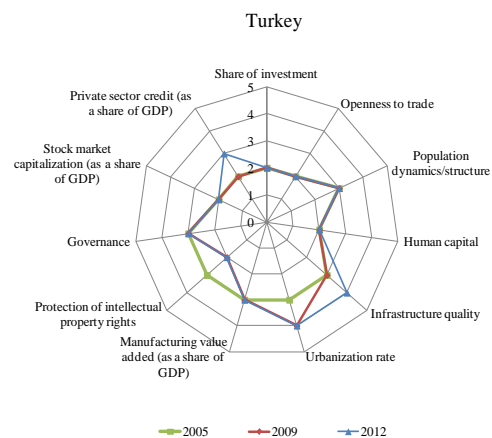 Turkey
Share of investment
Openness to trade
Population
dynamics/structure
Human capital
Infrastructure quality
Urbanization rate
Manufacturing value
added (as a share of
GDP)
Protection of intellectual
property rights
Governance
Stock market
capitalization (as a share
of GDP)
Private sector credit (as
a share of GDP)
5
4
3
2
1
0
2005
2009
2012